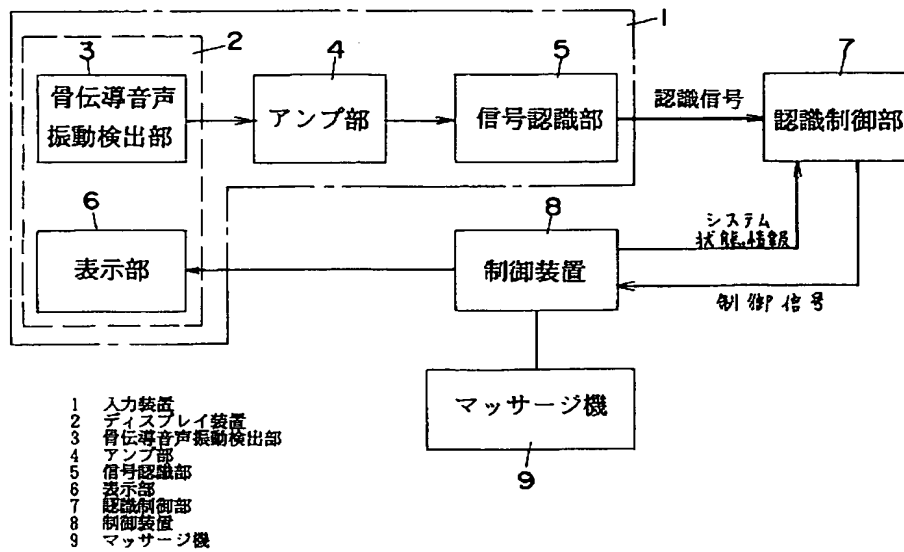 1
2
3
骨伝導音声
振動検出部
4
アンプ部
5
信号認識部
認識信号
7
認識制御部
6
表示部
8
制御装置
システム
状態情報
制御信号
マッサージ機
9
1 入力装置
2 ディスプレイ装置
3 骨伝導音声振動検出部
4 アンプ部
5 信号認識部
6 表示部
7 認識制御部
8 制御装置
9 マッサージ機